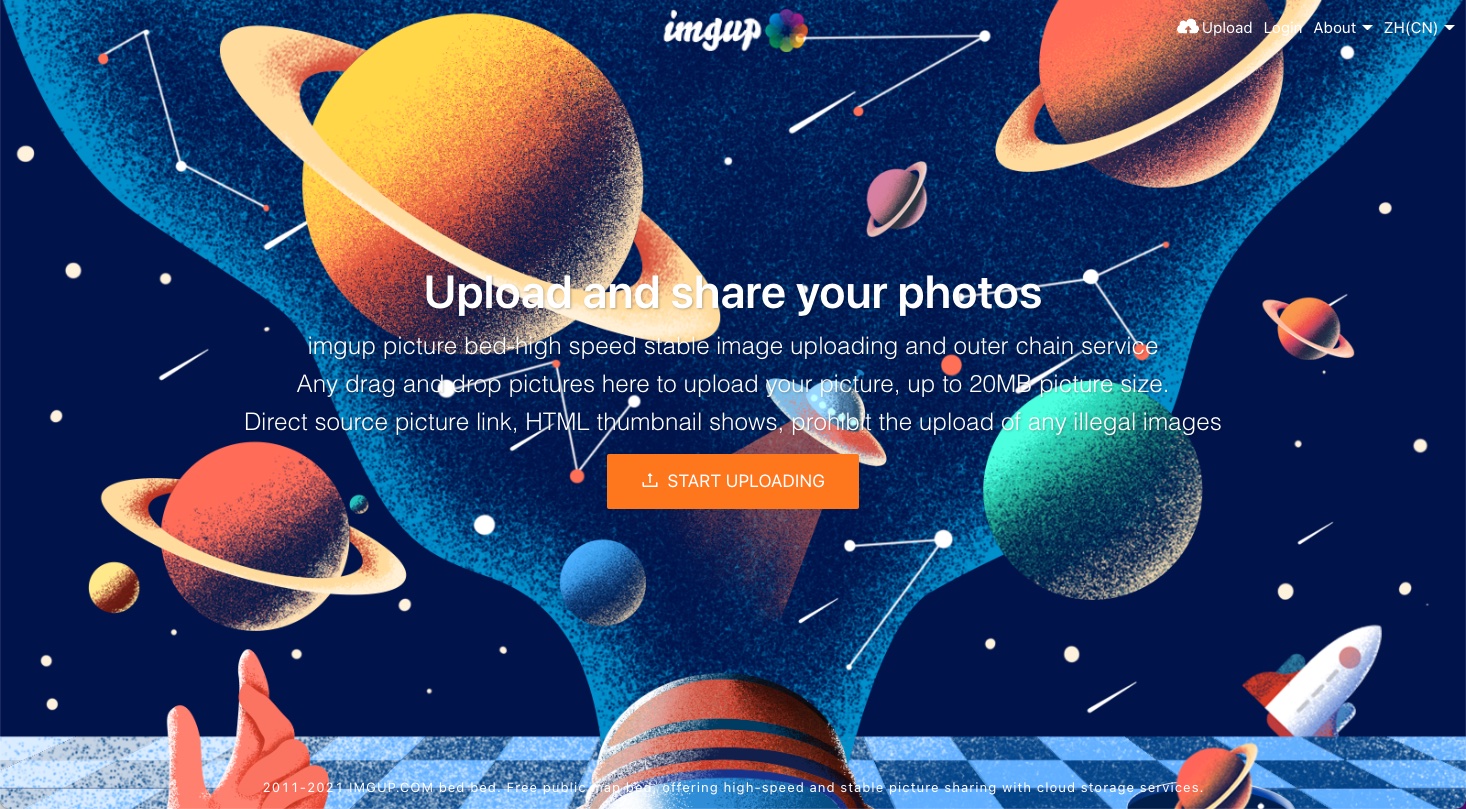 imgup
Upload Login About ZH(CN)
Upload and share your photos
imgup picture bed-high speed stable image uploading and outer chain service
Any drag and drop pictures here to upload your picture, up to 20MB picture size.
Direct source picture link, HTML thumbnail shows, prohibit the upload of any illegal images
START UPLOADING
2011-2021 IMGUP.COM bed bed. Free public map bed, offering high-speed and stable picture sharing with cloud storage services.